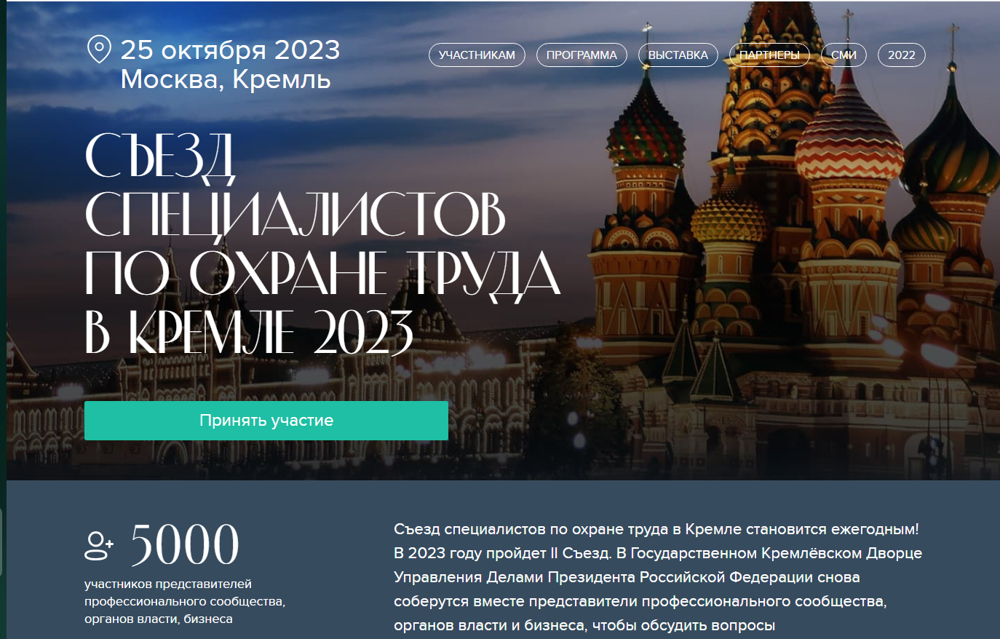 25 октября 2023
Москва, Кремль
УЧАСТНИКАМ
ПРОГРАММА
ВЫСТАВКА
ПАРТНЕРЫ
СМИ
2022
СЪЕЗД
СПЕЦИАЛИСТОВ
ПО ОХРАНЕ ТРУДА
В КРЕМЛЕ 2023
Принять участие
5000
участников представителей
профессионального сообщества,
органов власти, бизнеса
Съезд специалистов по охране труда в Кремле становится ежегодным!
В 2023 году пройдет II Съезд. В Государственном Кремлёвском Дворце
Управления Делами Президента Российской Федерации снова
соберутся вместе представители профессионального сообщества,
органов власти и бизнеса, чтобы обсудить вопросы